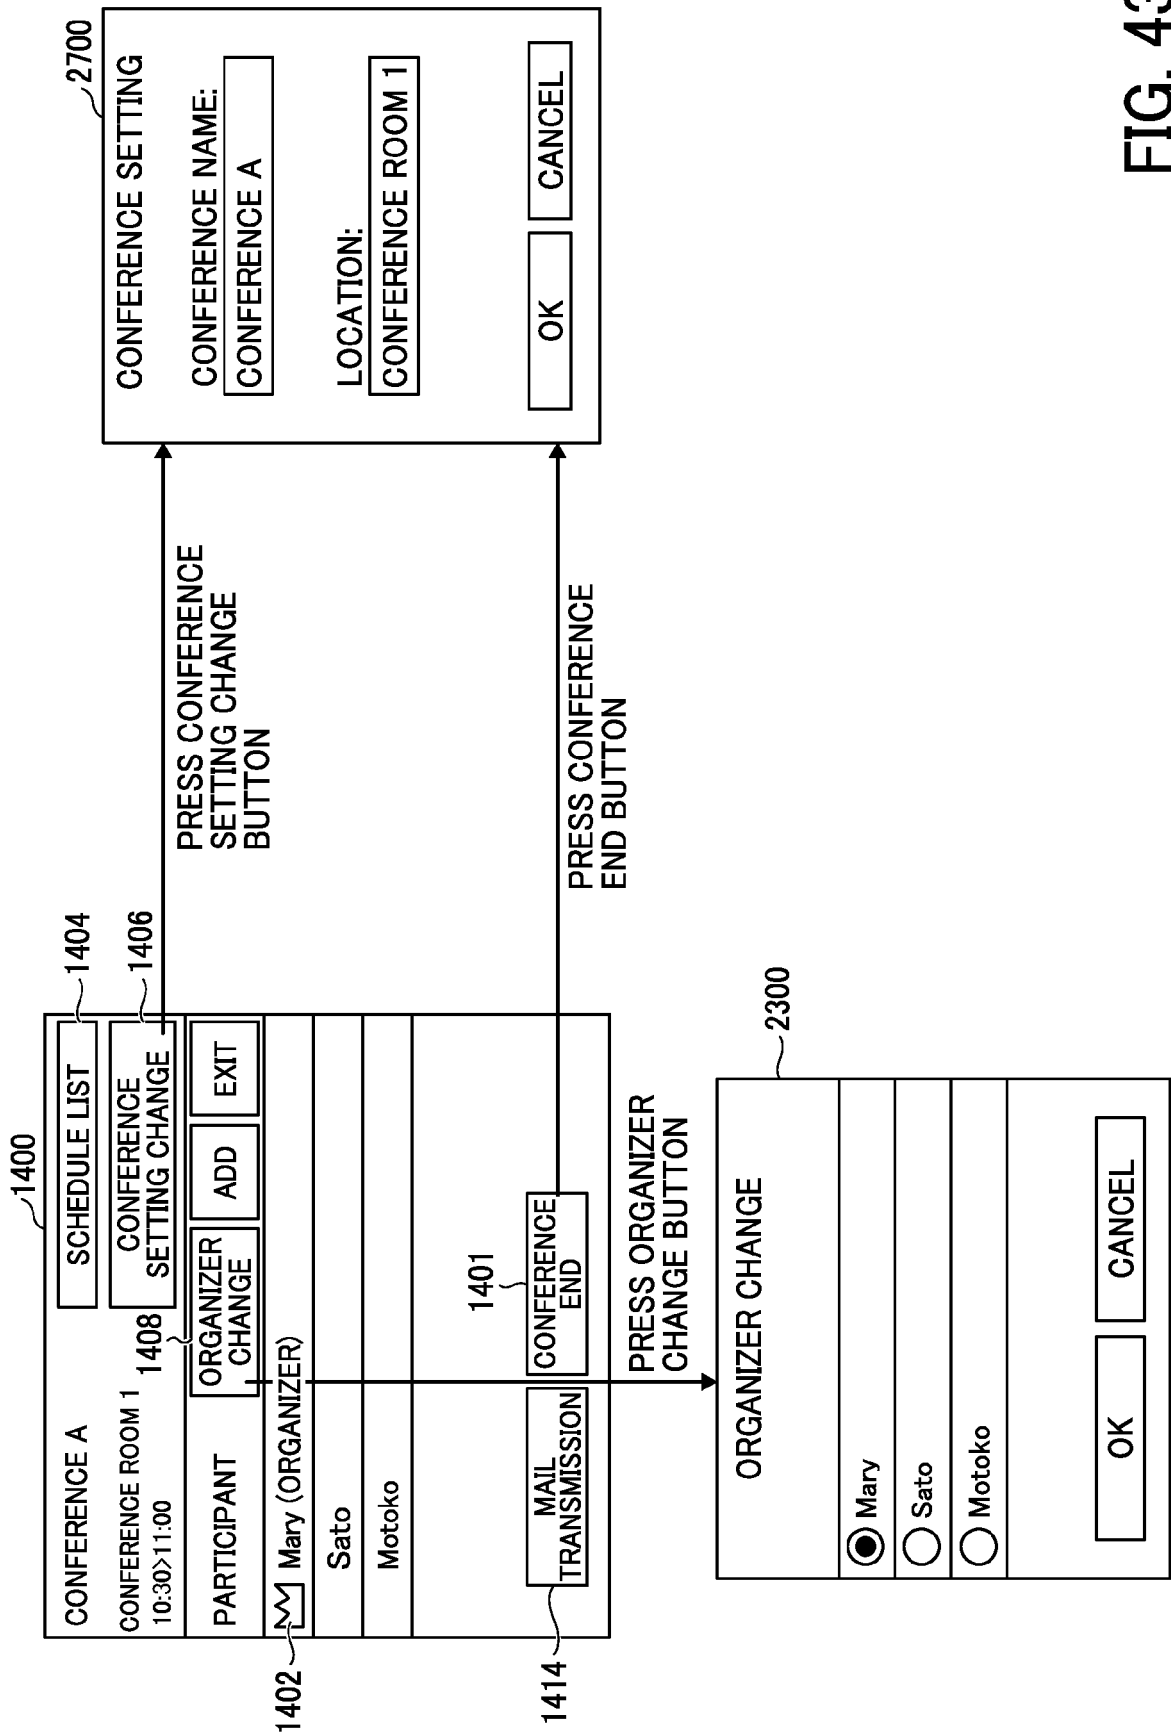 1400
CONFERENCE A
SCHEDULE LIST
1404
CONFERENCE ROOM 1
10:30>11:00
1408
CONFERENCE
SETTING CHANGE
1406
PARTICIPANT
ORGANIZER
CHANGE
ADD
EXIT
1402
Mary (ORGANIZER)
Sato
Motoko
1401
1414
MAIL
TRANSMISSION
CONFERENCE
END
PRESS CONFERENCE
SETTING CHANGE
BUTTON
PRESS CONFERENCE
END BUTTON
2700
CONFERENCE SETTING
CONFERENCE NAME:
CONFERENCE A
LOCATION:
CONFERENCE ROOM 1
OK
CANCEL
PRESS ORGANIZER
CHANGE BUTTON
2300
ORGANIZER CHANGE
Mary
Sato
Motoko
OK
CANCEL
FIG. 43